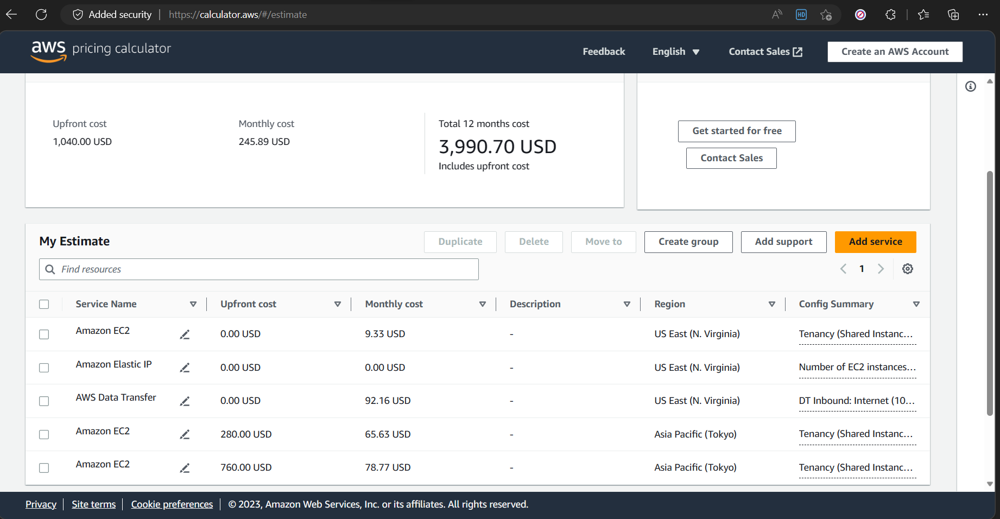 Added security
https://calculator.aws/#/estimate
HD
aws pricing calculator
Feedback
English
Contact Sales
Create an AWS Account
Upfront cost
1,040.00 USD
Monthly cost
245.89 USD
Total 12 months cost
3,990.70 USD
Includes upfront cost
Get started for free
Contact Sales
My Estimate
Duplicate
Delete
Move to
Create group
Add support
Add service
Find resources
1
Service Name Upfront cost Monthly cost Description Region Config Summary
Amazon EC2 0.00 USD 9.33 USD - US East (N. Virginia) Tenancy (Shared Instanc...
Amazon Elastic IP 0.00 USD 0.00 USD - US East (N. Virginia) Number of EC2 instances...
AWS Data Transfer 0.00 USD 92.16 USD - US East (N. Virginia) DT Inbound: Internet (10...
Amazon EC2 280.00 USD 65.63 USD - Asia Pacific (Tokyo) Tenancy (Shared Instanc...
Amazon EC2 760.00 USD 78.77 USD - Asia Pacific (Tokyo) Tenancy (Shared Instanc...
Privacy
Site terms
Cookie preferences
© 2023, Amazon Web Services, Inc. or its affiliates. All rights reserved.